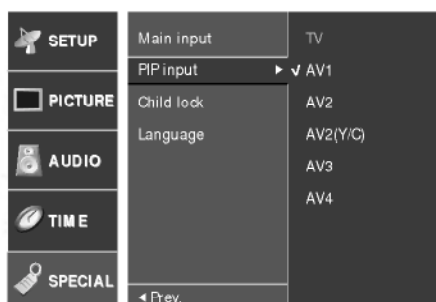 SETUP
PICTURE
AUDIO
TIME
SPECIAL
Main input
PIP input ▶
Child lock
Language
◀ Prev.
TV
✓ AV1
AV2
AV2(Y/C)
AV3
AV4